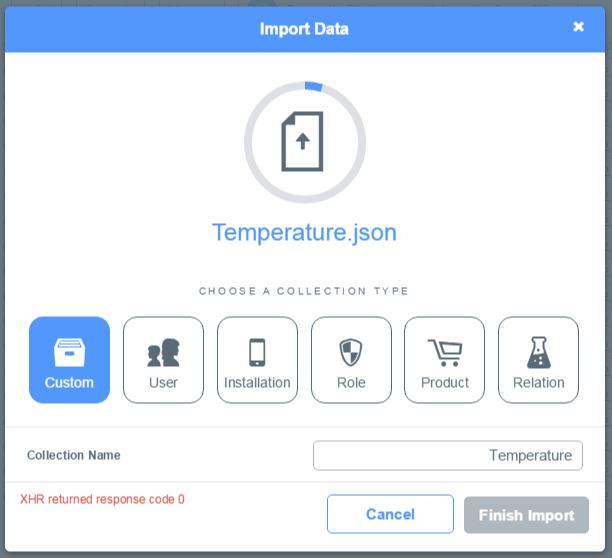 Import Data
Temperature.json
CHOOSE A COLLECTION TYPE
Custom User Installation Role Product Relation
Collection Name Temperature
XHR returned response code 0
Cancel Finish Import